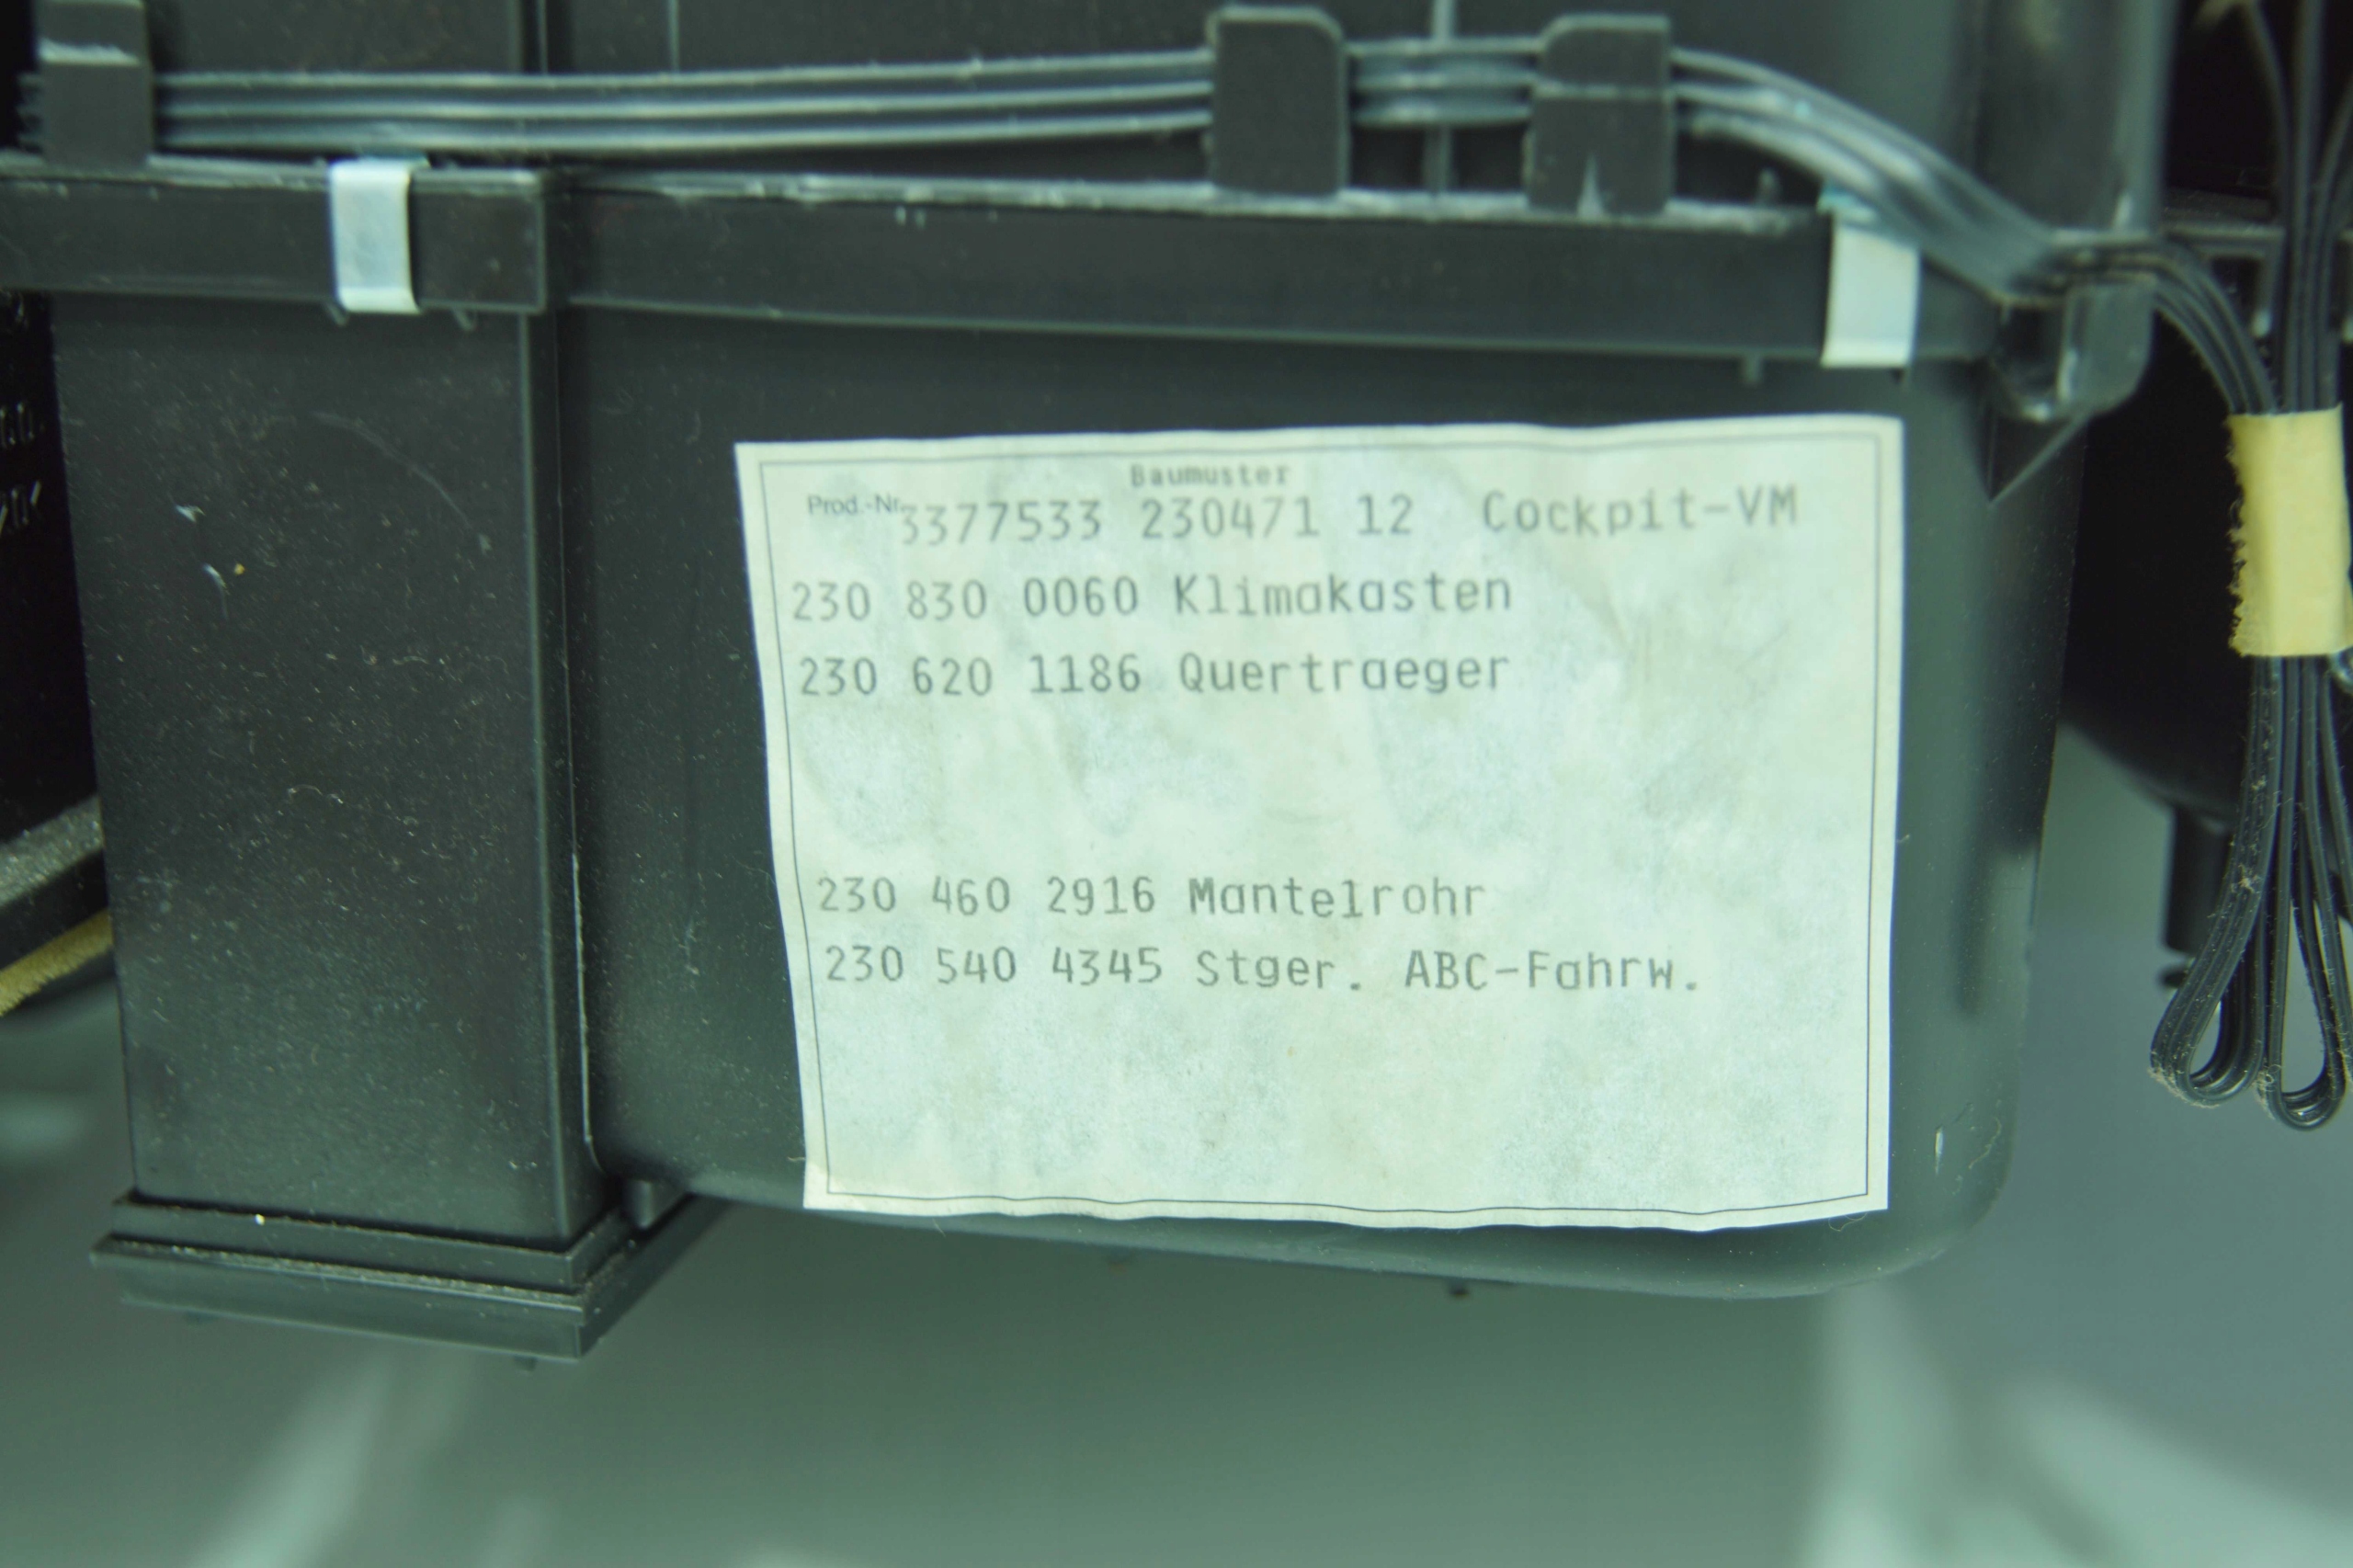 Baumuster
Prod.-Nr. 3377533 230471 12 Cockpit-VM
230 830 0060 Klimakasten
230 620 1186 Quertraeger
230 460 2916 Mantelrohr
230 540 4345 Stger. ABC-Fahrw.